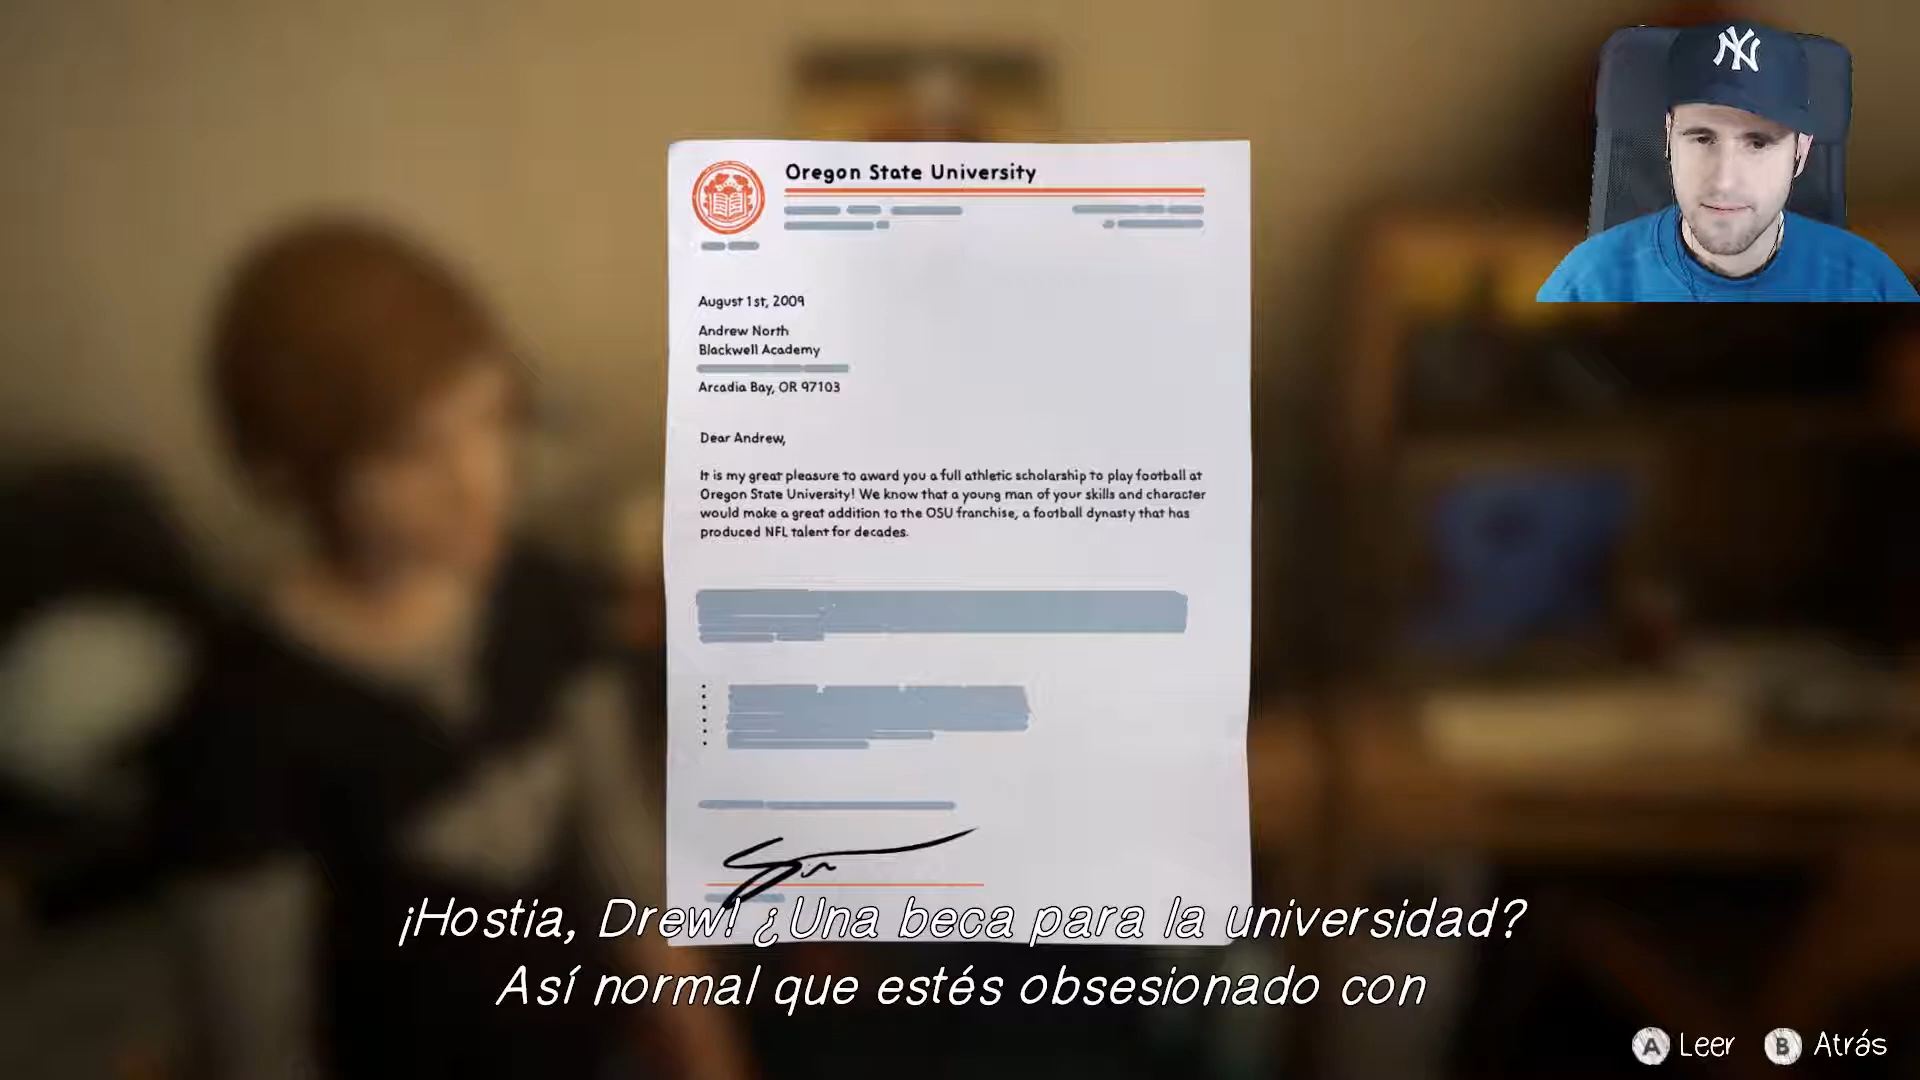 NY
Oregon State University
August 1st, 2009
Andrew North
Blackwell Academy
Arcadia Bay, OR 97103
Dear Andrew,
It is my great pleasure to award you a full athletic scholarship to play football at
Oregon State University! We know that a young man of your skills and character
would make a great addition to the OSU franchise, a football dynasty that has
produced NFL talent for decades.
¡Hostia, Drew! ¿Una beca para la universidad?
Así normal que estés obsesionado con
A Leer B Atrás